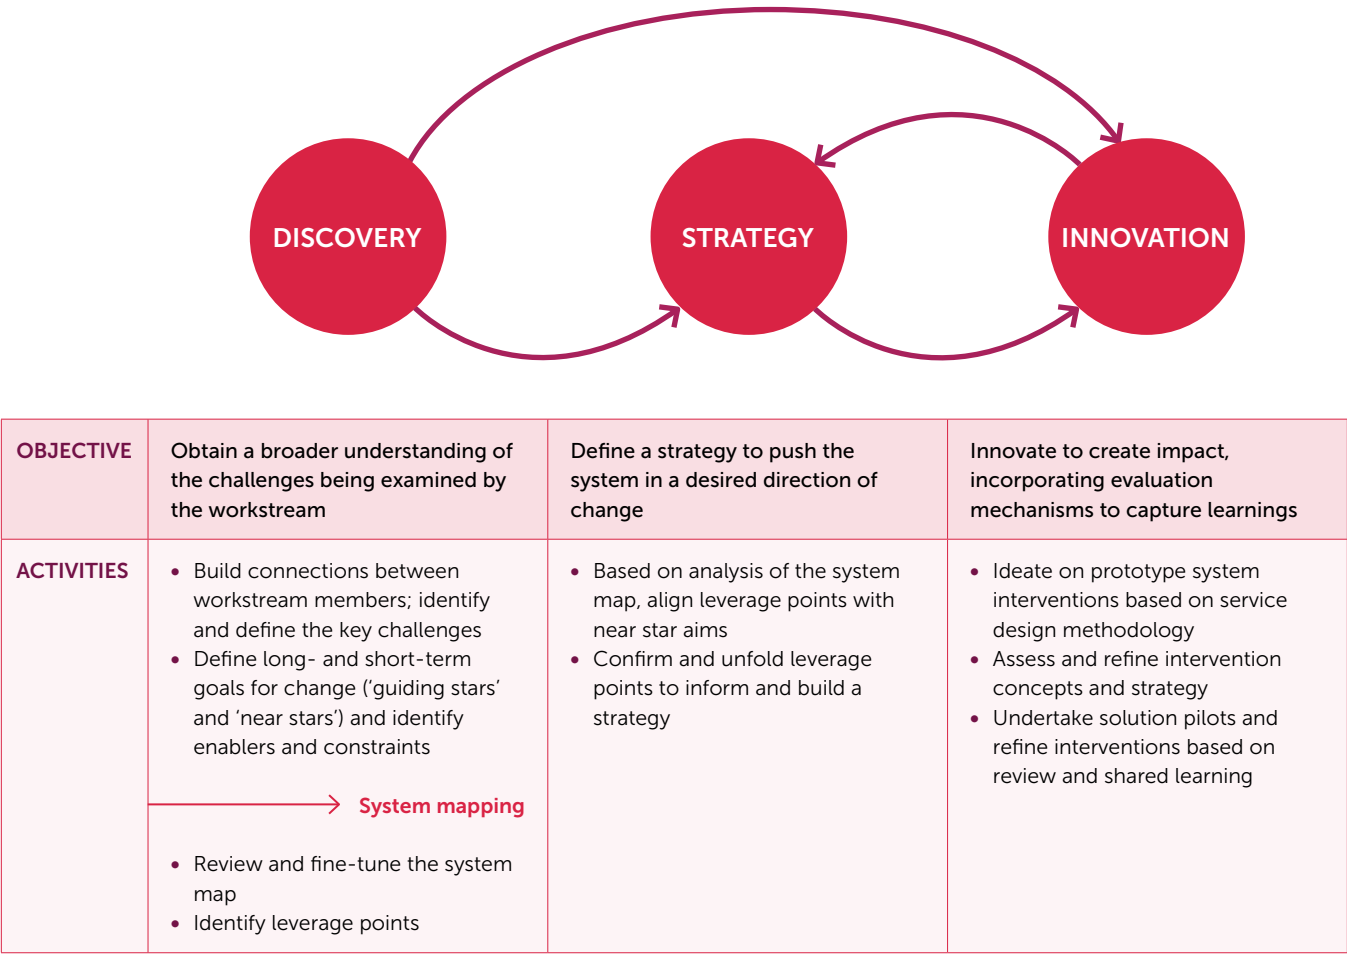 DISCOVERY
STRATEGY
INNOVATION
OBJECTIVE
Obtain a broader understanding of
the challenges being examined by
the workstream
Define a strategy to push the
system in a desired direction of
change
Innovate to create impact,
incorporating evaluation
mechanisms to capture learnings
ACTIVITIES
• Build connections between
workstream members; identify
and define the key challenges
• Define long- and short-term
goals for change (‘guiding stars’
and ‘near stars’) and identify
enablers and constraints
System mapping
• Review and fine-tune the system
map
• Identify leverage points
• Based on analysis of the system
map, align leverage points with
near star aims
• Confirm and unfold leverage
points to inform and build a
strategy
• Ideate on prototype system
interventions based on service
design methodology
• Assess and refine intervention
concepts and strategy
• Undertake solution pilots and
refine interventions based on
review and shared learning